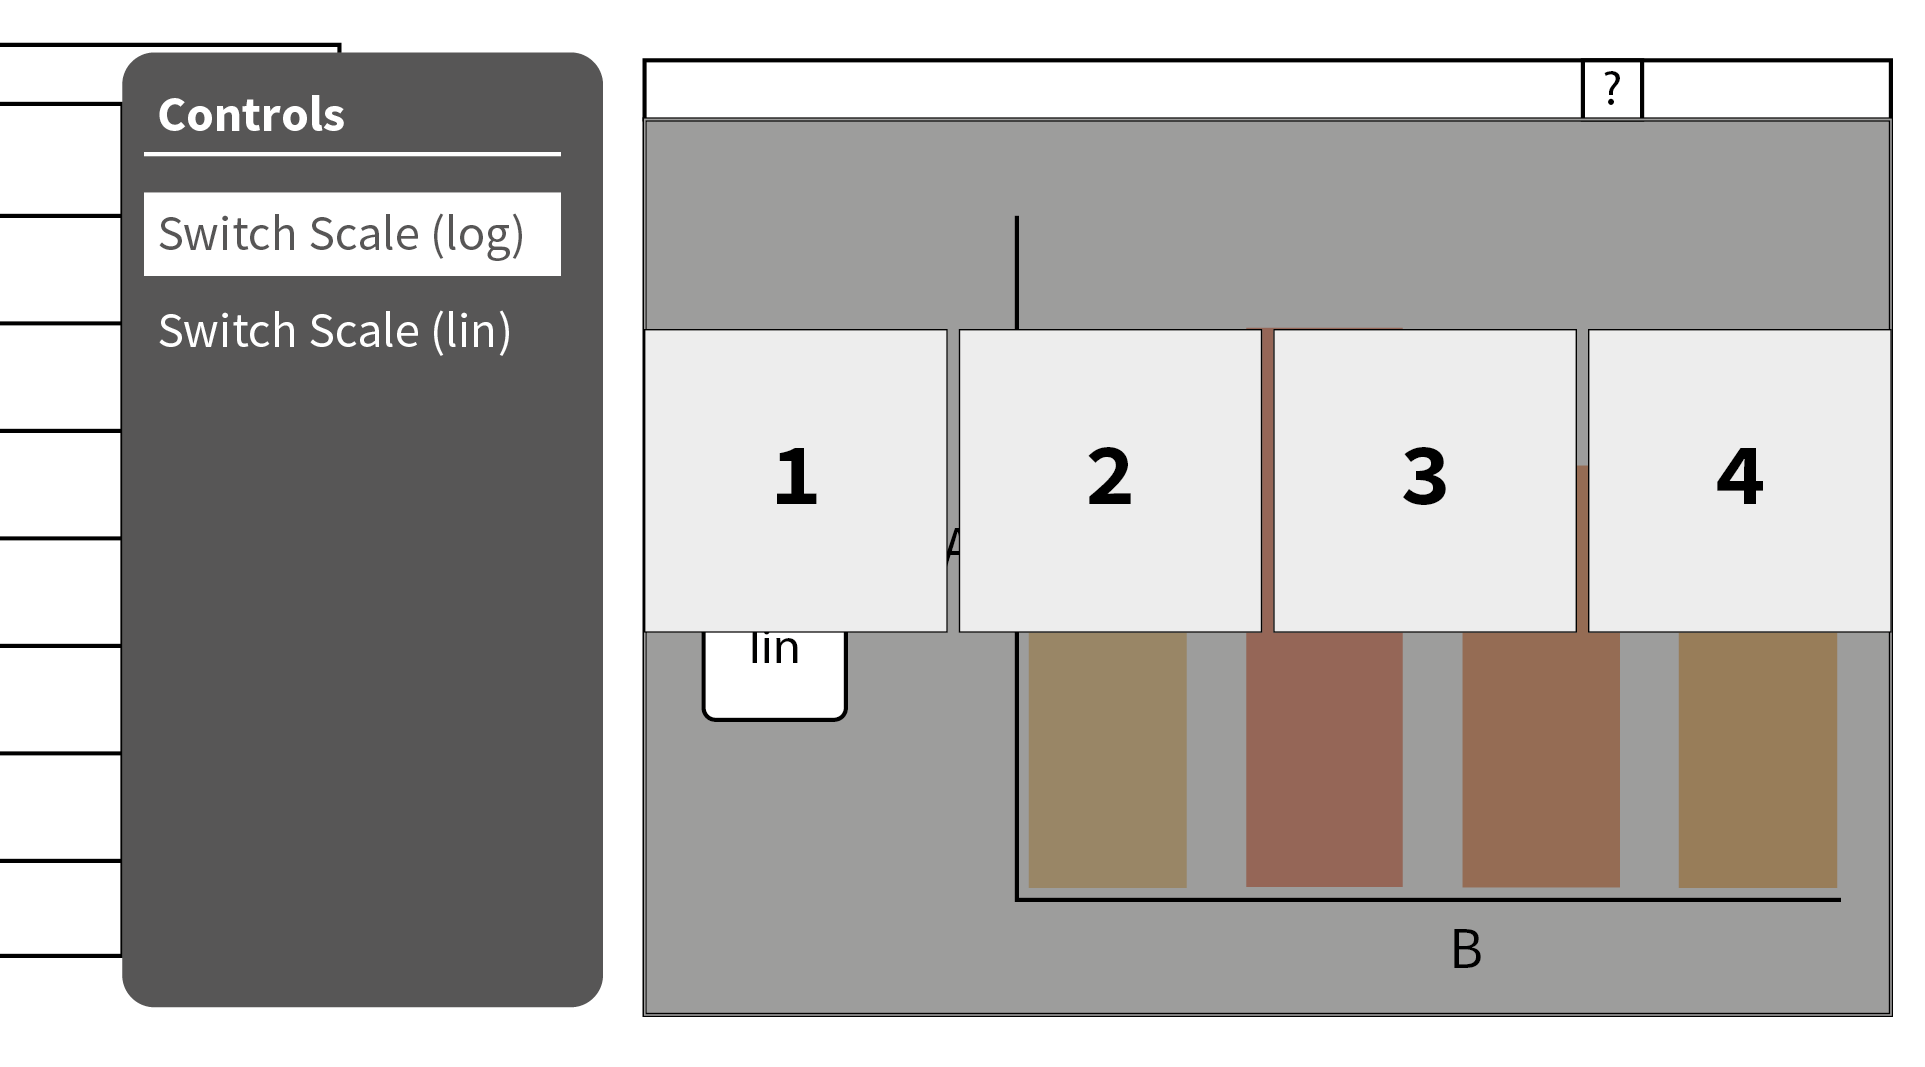 Controls
Switch Scale (log)
Switch Scale (lin)
?
1
2
3
4
A
lin
B